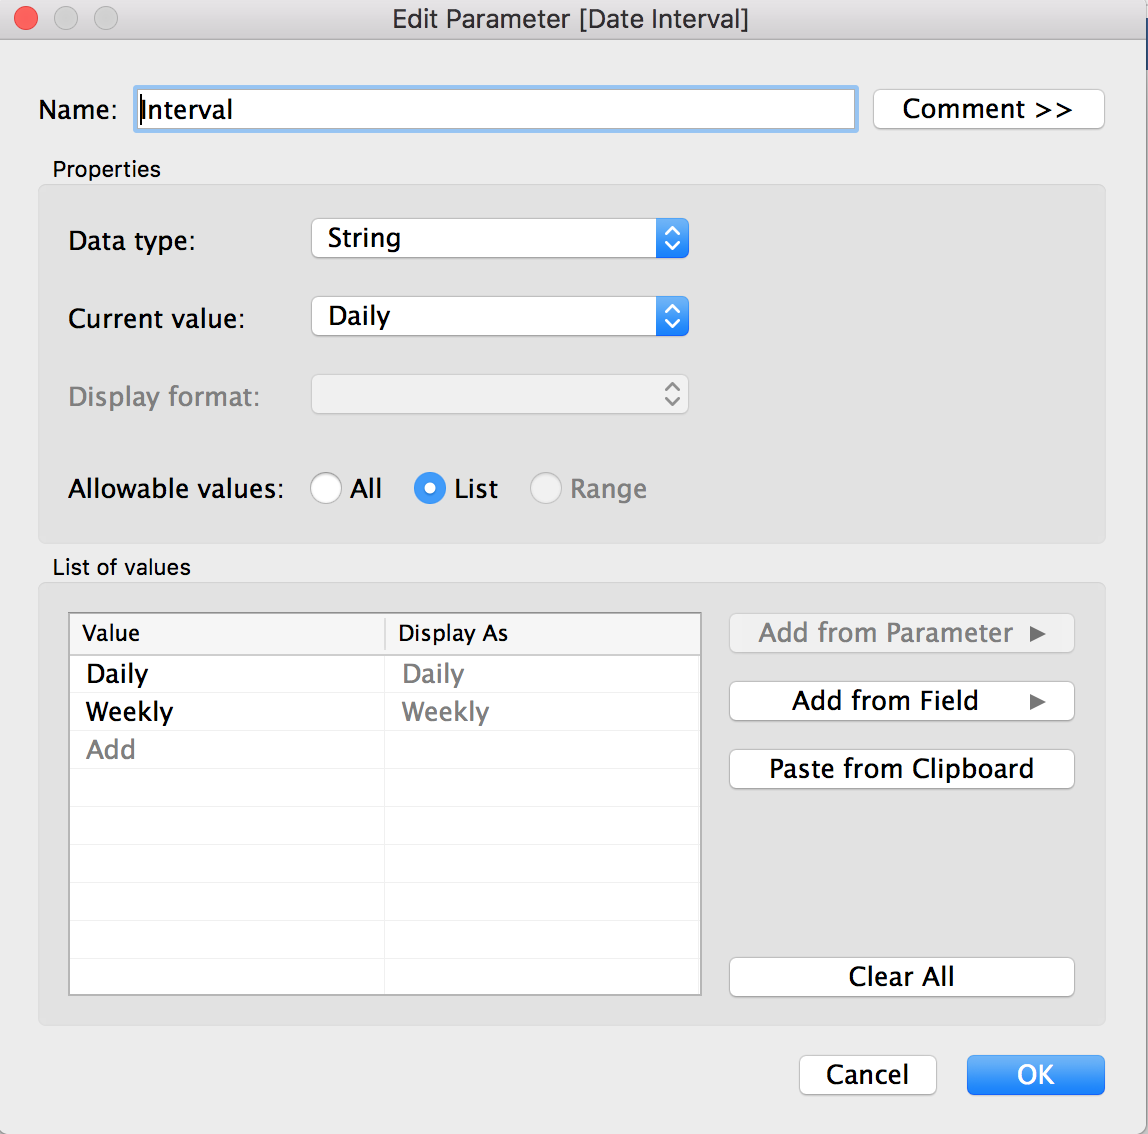 Edit Parameter [Date Interval]
Name: Interval Comment >>
Properties
Data type: String
Current value: Daily
Display format:
Allowable values: All List Range
List of values
Value Display As
Daily Daily
Weekly Weekly
Add
Add from Parameter ▶
Add from Field ▶
Paste from Clipboard
Clear All
Cancel OK